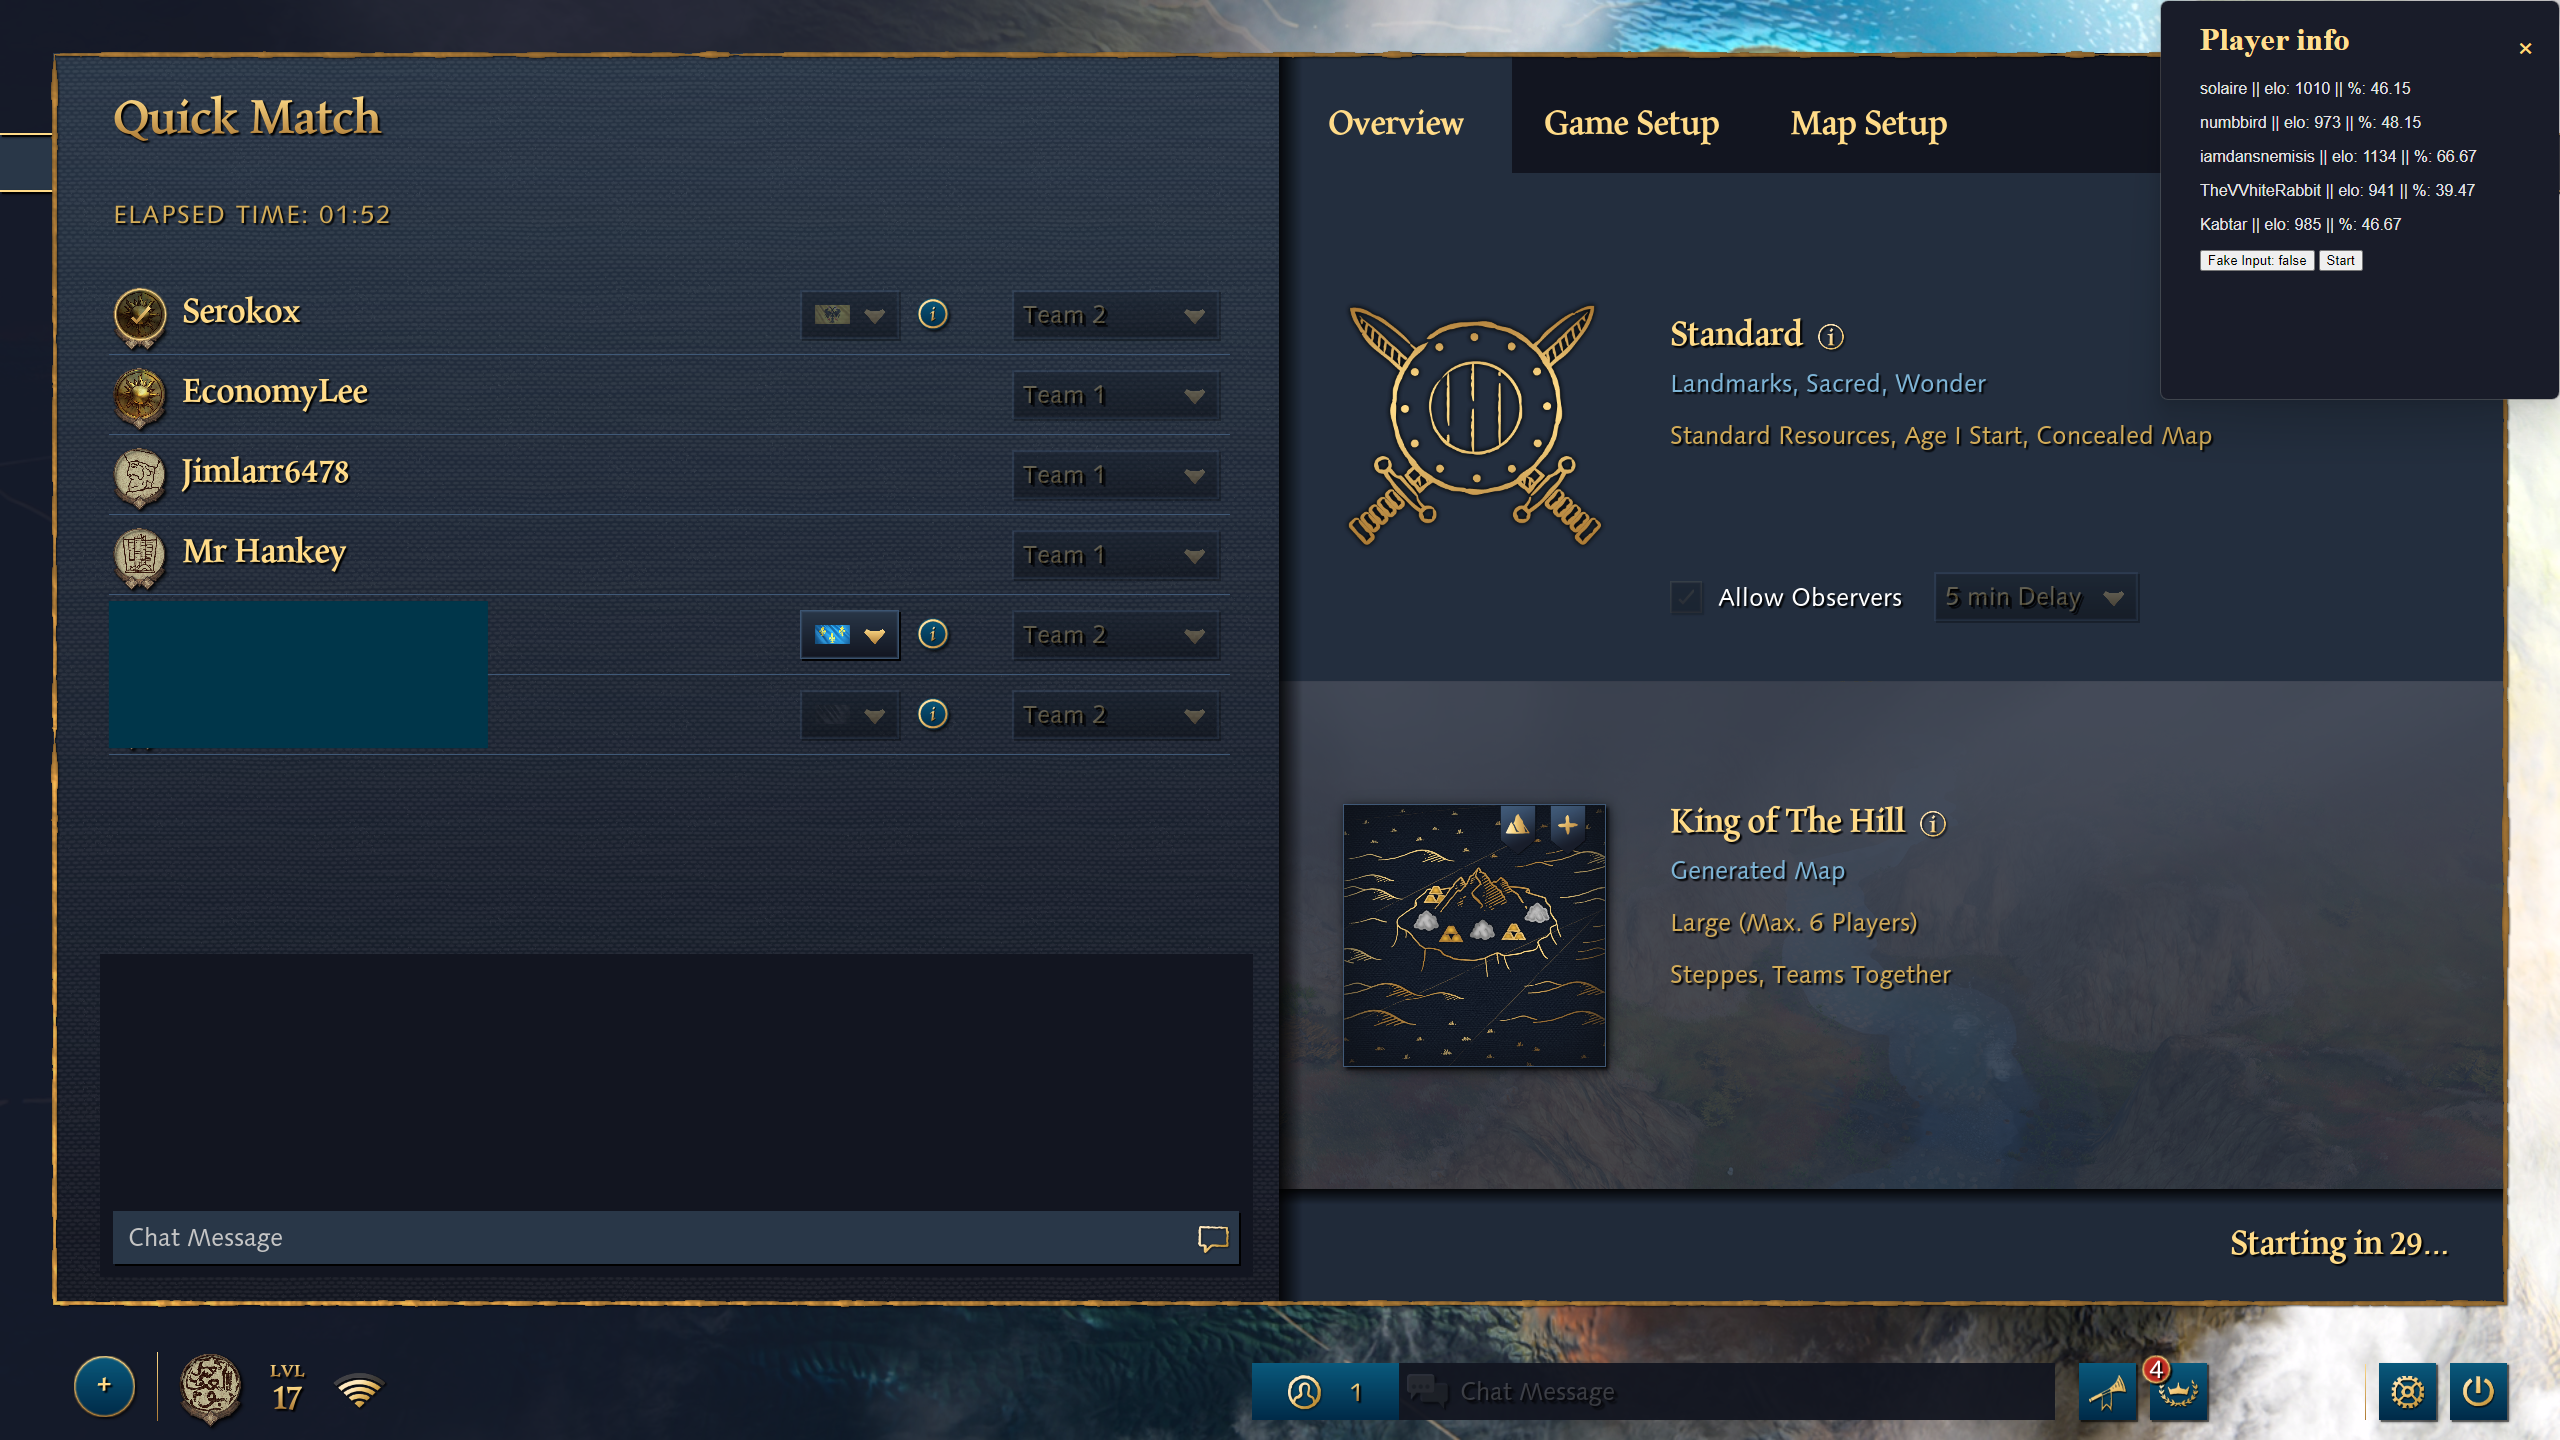 Quick Match
ELAPSED TIME: 01:52
Serokox
Team 2
EconomyLee
Team 1
Jimlarr6478
Team 1
Mr Hankey
Team 1
Team 2
Team 2
Chat Message
Overview
Game Setup
Map Setup
Standard
Landmarks, Sacred, Wonder
Standard Resources, Age I Start, Concealed Map
Allow Observers
5 min Delay
King of The Hill
Generated Map
Large (Max. 6 Players)
Steppes, Teams Together
Starting in 29...
Player info
×
solaire || elo: 1010 || %: 46.15
numbbird || elo: 973 || %: 48.15
iamdansnemisis || elo: 1134 || %: 66.67
TheVVhiteRabbit || elo: 941 || %: 39.47
Kabtar || elo: 985 || %: 46.67
Fake Input: false
Start
LVL
17
1
Chat Message
4